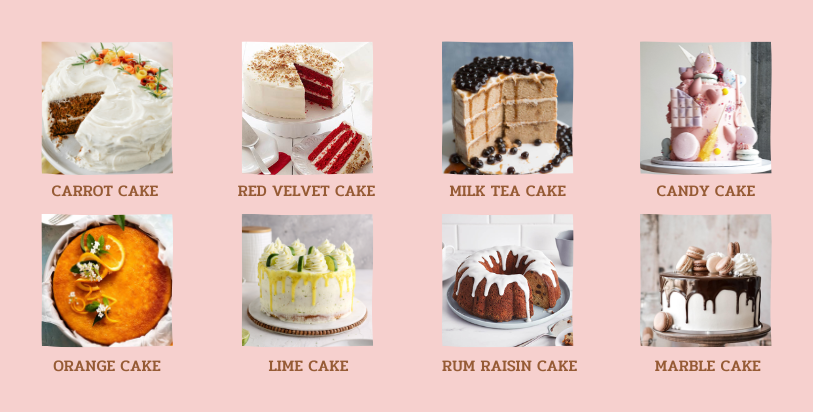 CARROT CAKE
RED VELVET CAKE
MILK TEA CAKE
CANDY CAKE
ORANGE CAKE
LIME CAKE
RUM RAISIN CAKE
MARBLE CAKE